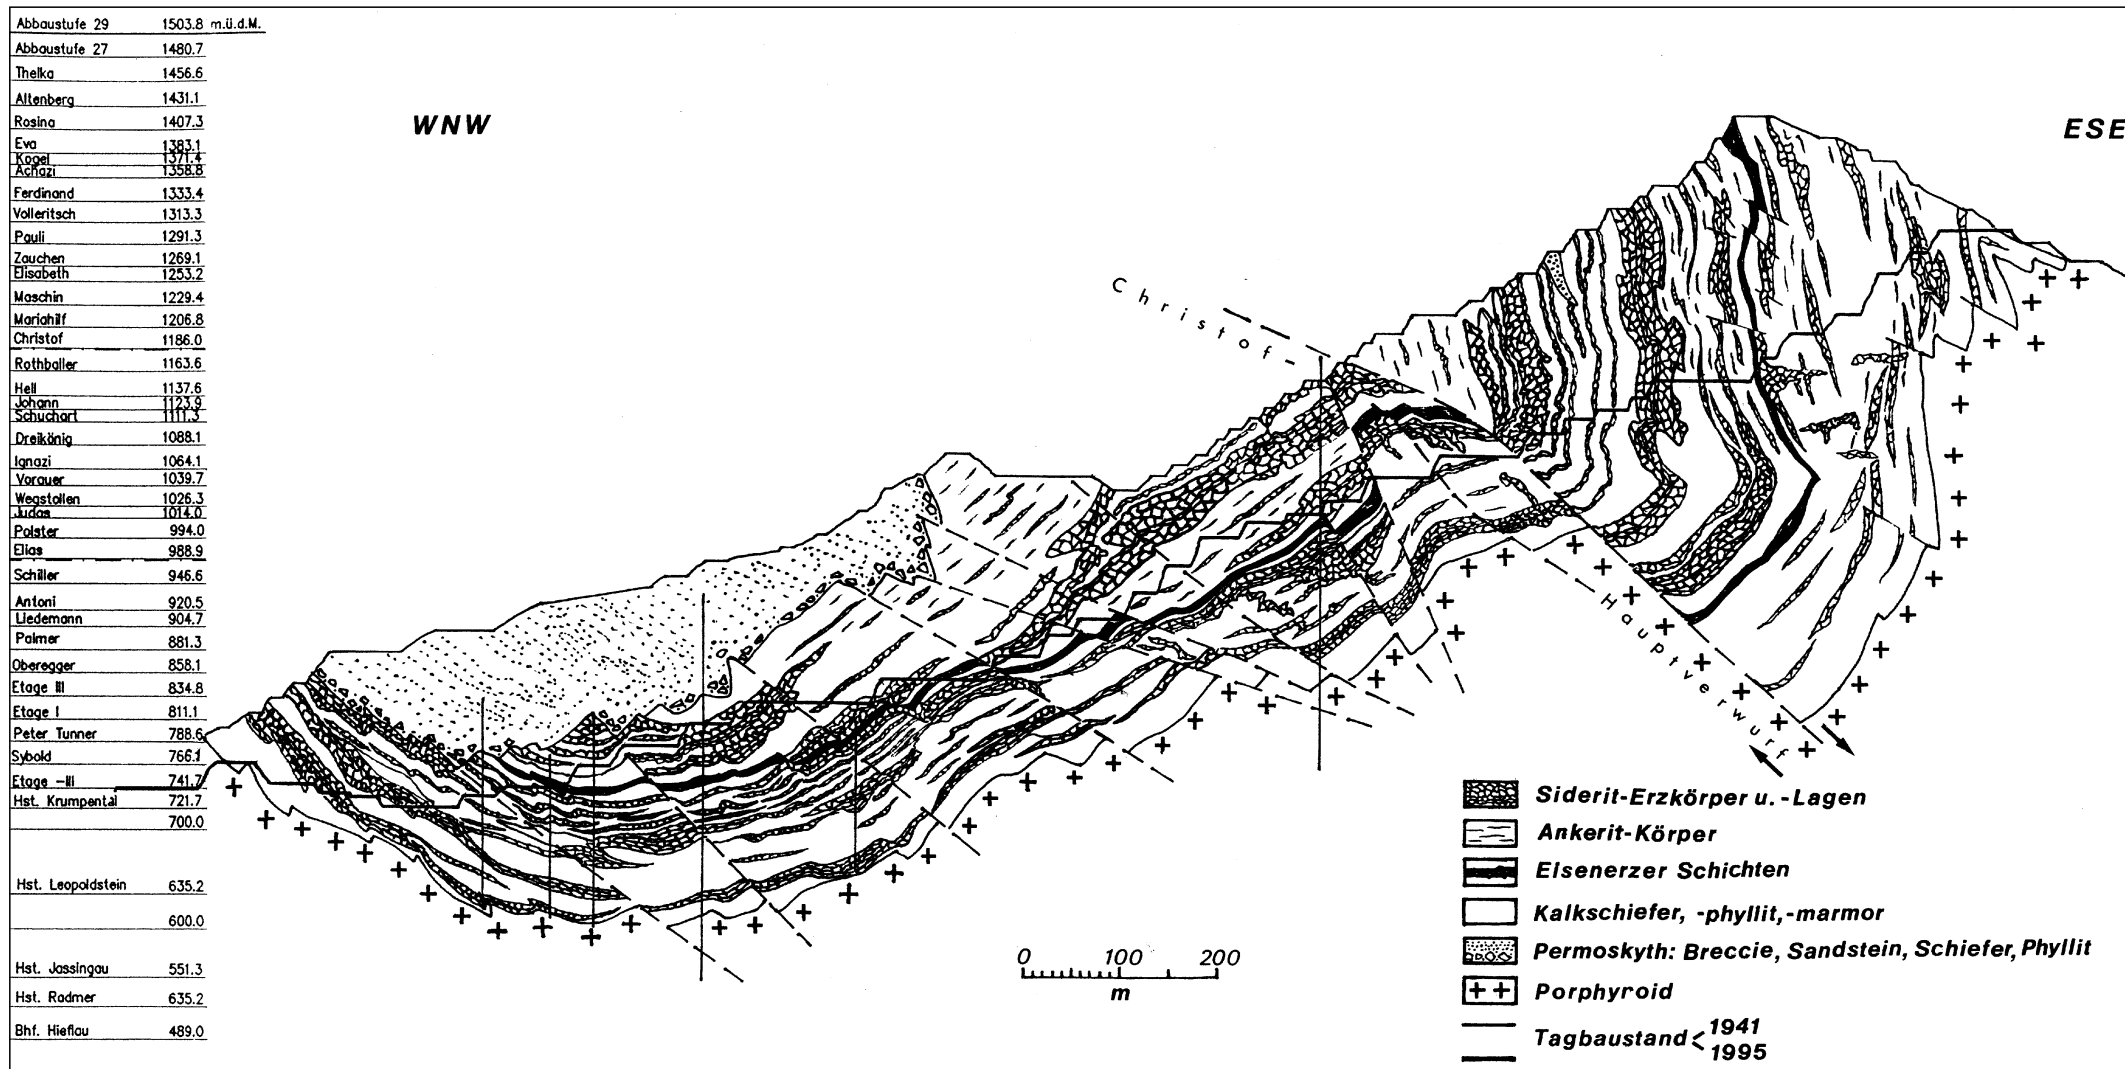 Abbaustufe 29 1503.8 m.ü.d.M.
Abbaustufe 27 1480.7
Thelka 1456.6
Altenberg 1431.1
Rosina 1407.3
Eva 1383.1
Kogel 1371.4
Achazi 1358.8
Ferdinand 1333.4
Volleritsch 1313.3
Pauli 1291.3
Zauchen 1269.1
Elisabeth 1253.2
Maschin 1229.4
Mariahilf 1206.8
Christof 1186.0
Rothballer 1163.6
Hell 1137.6
Johann 1123.9
Schuchart 1111.3
Dreikönig 1088.1
Ignazi 1064.1
Vorauer 1039.7
Wegstollen 1026.3
Judas 1014.0
Polster 994.0
Elias 988.9
Schiller 946.6
Antoni 920.5
Liedemann 904.7
Palmer 881.3
Oberegger 858.1
Etage III 834.8
Etage I 811.1
Peter Tunner 788.6
Sybold 766.1
Etage -III 741.7
Hst. Krumpental 721.7
700.0
Hst. Leopoldstein 635.2
600.0
Hst. Jassingau 551.3
Hst. Radmer 635.2
Bhf. Hieflau 489.0
WNW
ESE
Christof-
Hauptverwurf
0 100 200
m
Siderit-Erzkörper u.-Lagen
Ankerit-Körper
Eisenerzer Schichten
Kalkschiefer, -phyllit,-marmor
Permoskyth: Breccie, Sandstein, Schiefer, Phyllit
Porphyroid
Tagbaustand < 1941
1995